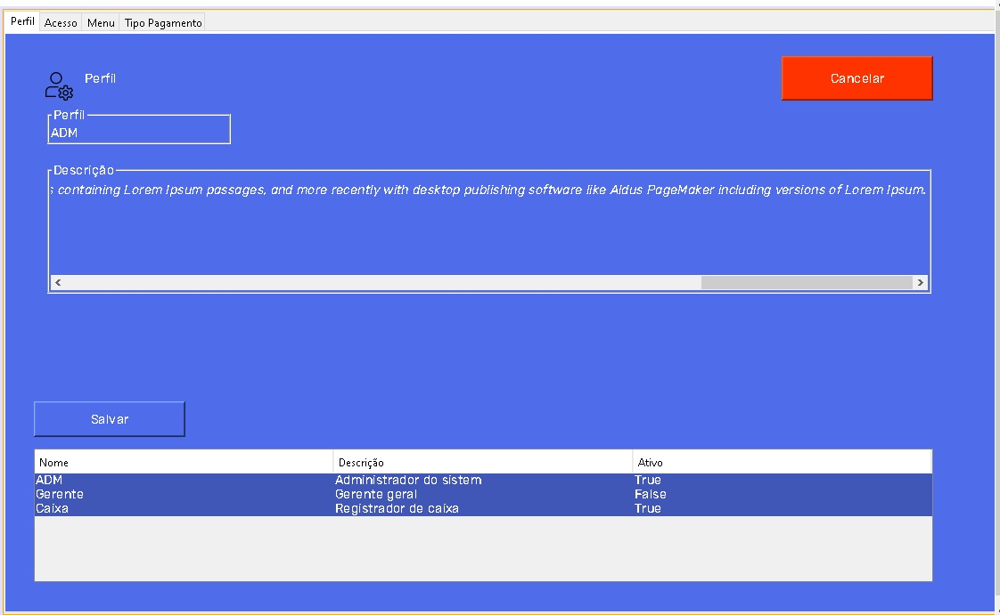 Perfil Acesso Menu Tipo Pagamento
Perfil
Cancelar
Perfil
ADM
Descrição
containing Lorem Ipsum passages, and more recently with desktop publishing software like Aldus PageMaker including versions of Lorem Ipsum.
Salvar
Nome Descrição Ativo
ADM Administrador do sistem True
Gerente Gerente geral False
Caixa Registrador de caixa True